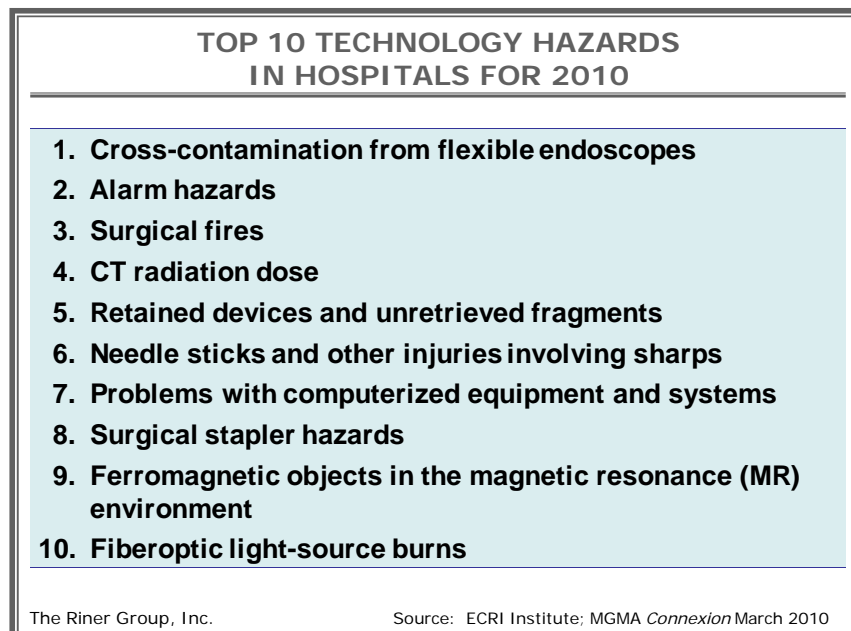 TOP 10 TECHNOLOGY HAZARDS
IN HOSPITALS FOR 2010
1. Cross-contamination from flexible endoscopes
2. Alarm hazards
3. Surgical fires
4. CT radiation dose
5. Retained devices and unretrieved fragments
6. Needle sticks and other injuries involving sharps
7. Problems with computerized equipment and systems
8. Surgical stapler hazards
9. Ferromagnetic objects in the magnetic resonance (MR)
environment
10. Fiberoptic light-source burns
The Riner Group, Inc. Source: ECRI Institute; MGMA Connexion March 2010